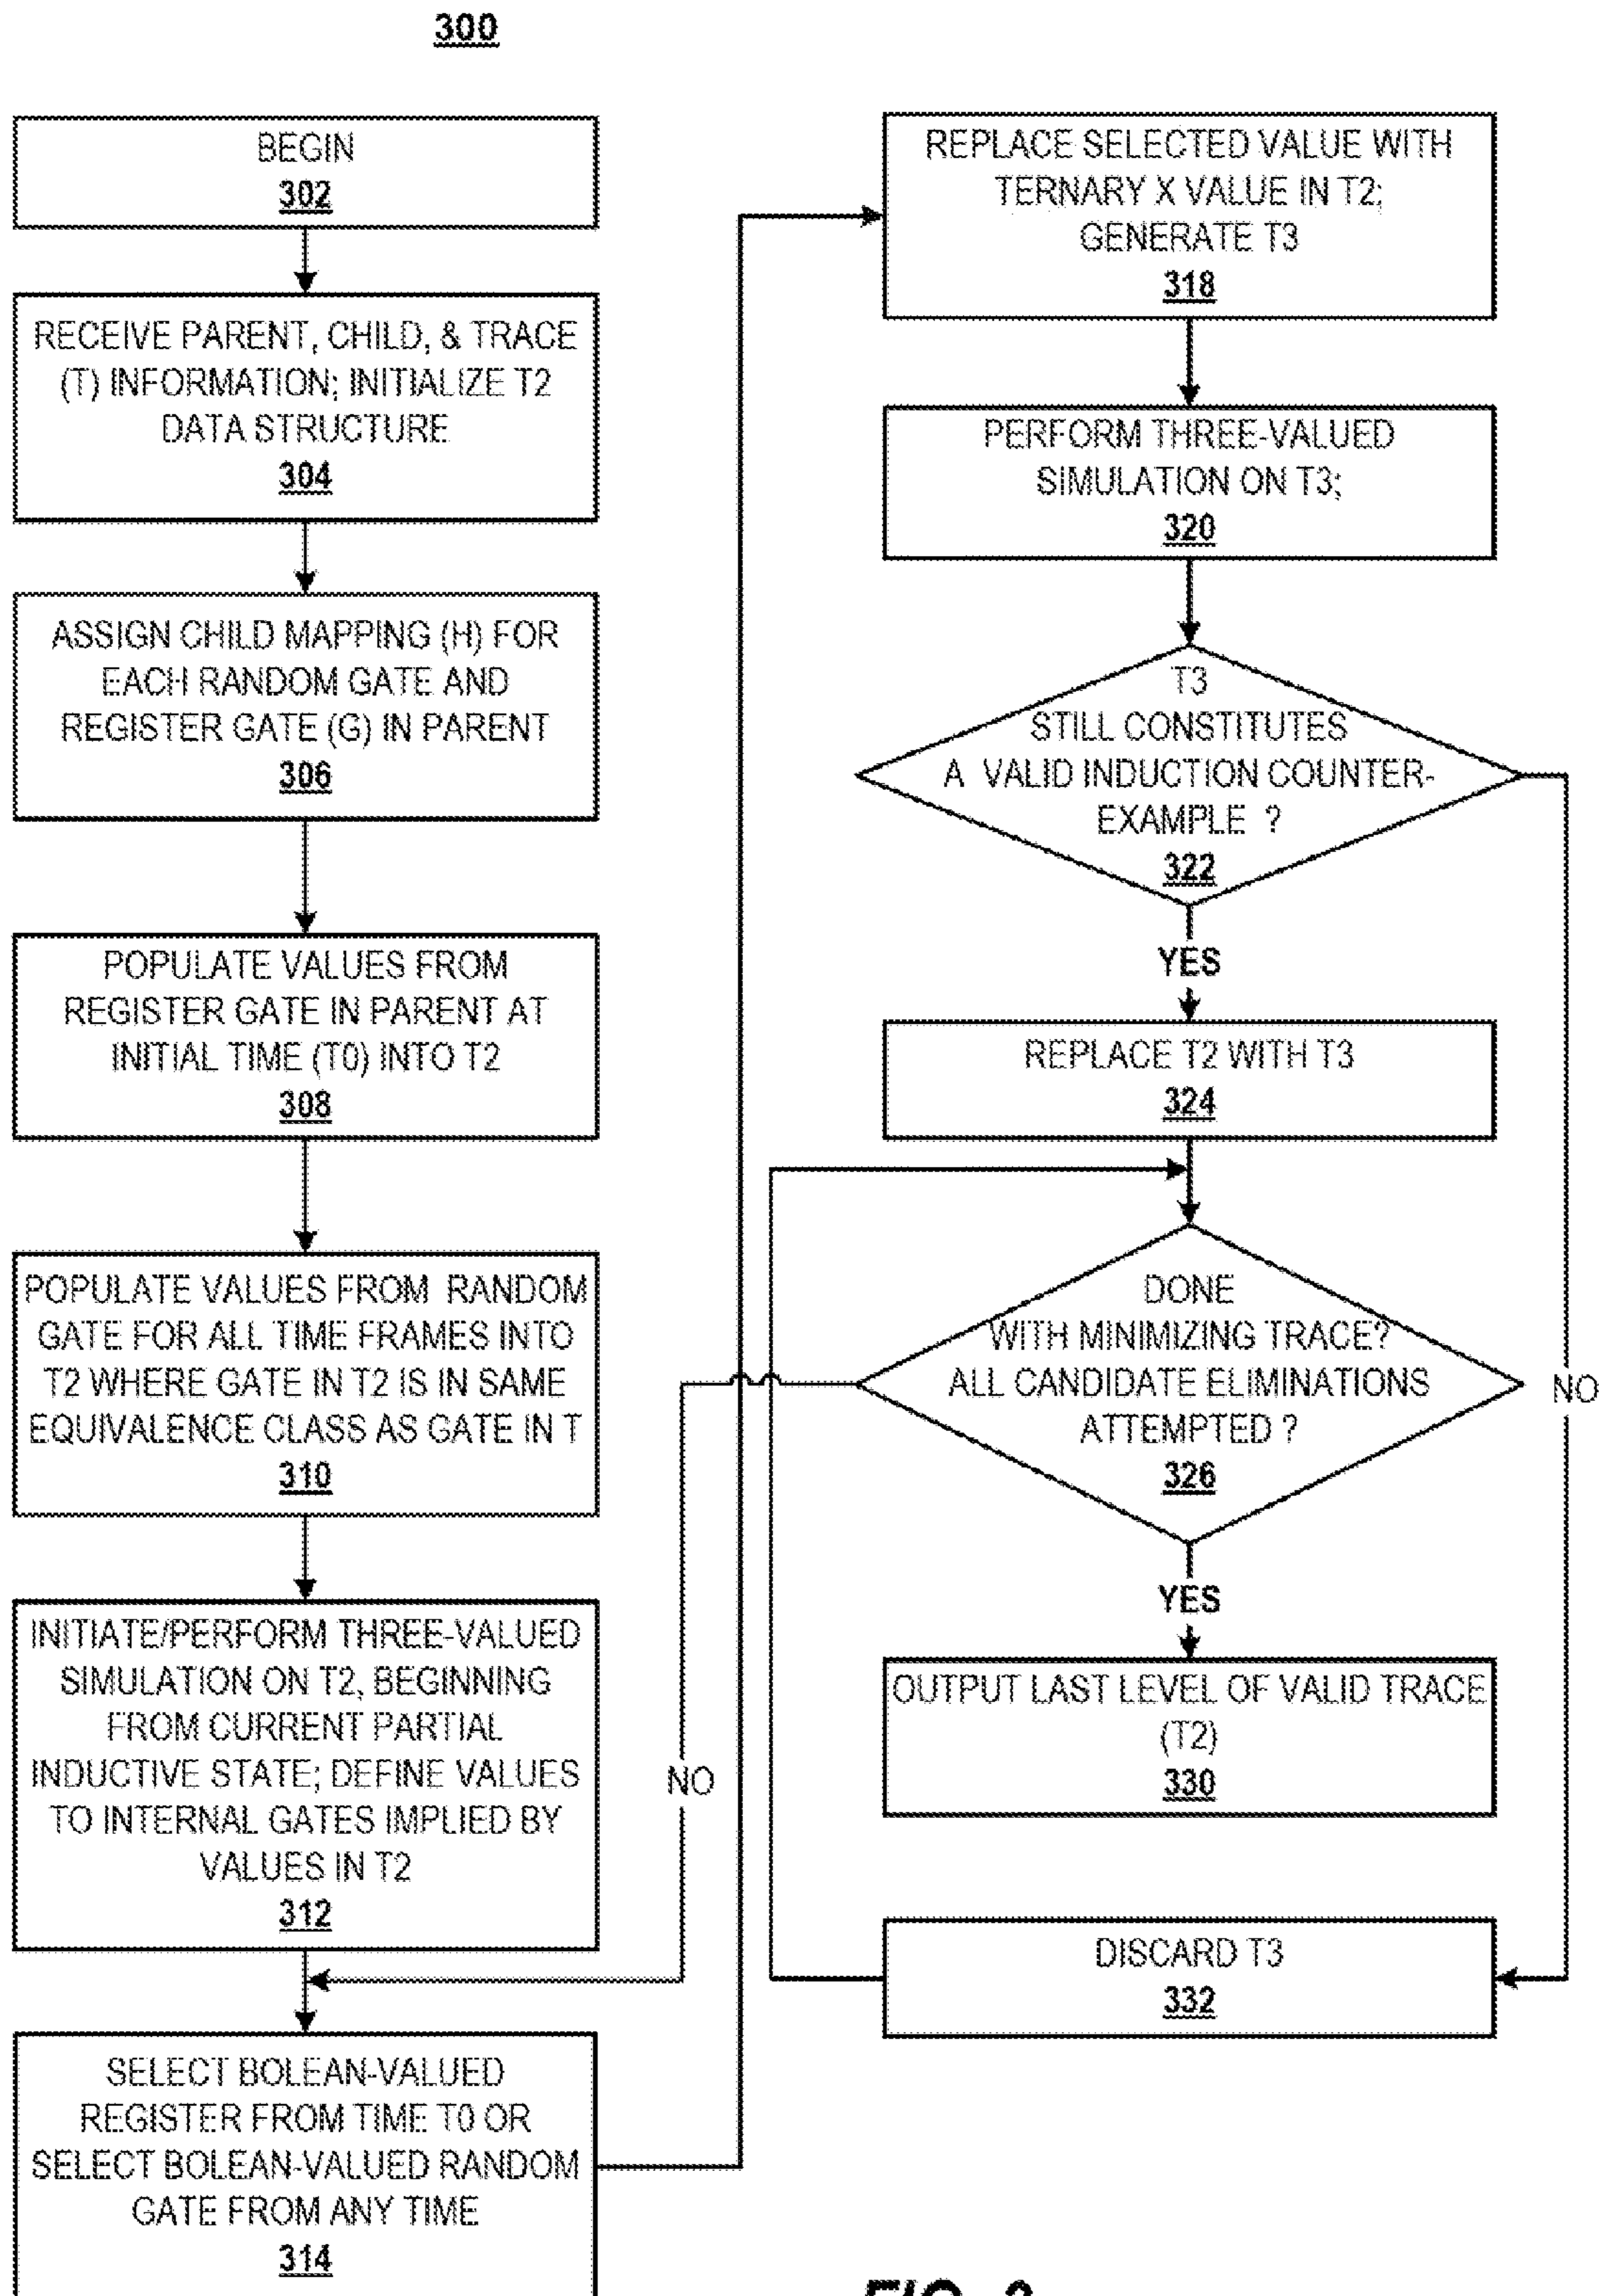 300
BEGIN
302
RECEIVE PARENT, CHILD, & TRACE
(T) INFORMATION; INITIALIZE T2
DATA STRUCTURE
304
ASSIGN CHILD MAPPING (H) FOR
EACH RANDOM GATE AND
REGISTER GATE (G) IN PARENT
306
POPULATE VALUES FROM
REGISTER GATE IN PARENT AT
INITIAL TIME (T0) INTO T2
308
POPULATE VALUES FROM RANDOM
GATE FOR ALL TIME FRAMES INTO
T2 WHERE GATE IN T2 IS IN SAME
EQUIVALENCE CLASS AS GATE IN T
310
INITIATE/PERFORM THREE-VALUED
SIMULATION ON T2, BEGINNING
FROM CURRENT PARTIAL
INDUCTIVE STATE; DEFINE VALUES
TO INTERNAL GATES IMPLIED BY
VALUES IN T2
312
SELECT BOLEAN-VALUED
REGISTER FROM TIME T0 OR
SELECT BOLEAN-VALUED RANDOM
GATE FROM ANY TIME
314
REPLACE SELECTED VALUE WITH
TERNARY X VALUE IN T2;
GENERATE T3
318
PERFORM THREE-VALUED
SIMULATION ON T3;
320
T3
STILL CONSTITUTES
A VALID INDUCTION COUNTER-
EXAMPLE ?
322
YES
REPLACE T2 WITH T3
324
DONE
WITH MINIMIZING TRACE?
ALL CANDIDATE ELIMINATIONS
ATTEMPTED ?
326
NO
NO
YES
OUTPUT LAST LEVEL OF VALID TRACE
(T2)
330
DISCARD T3
332